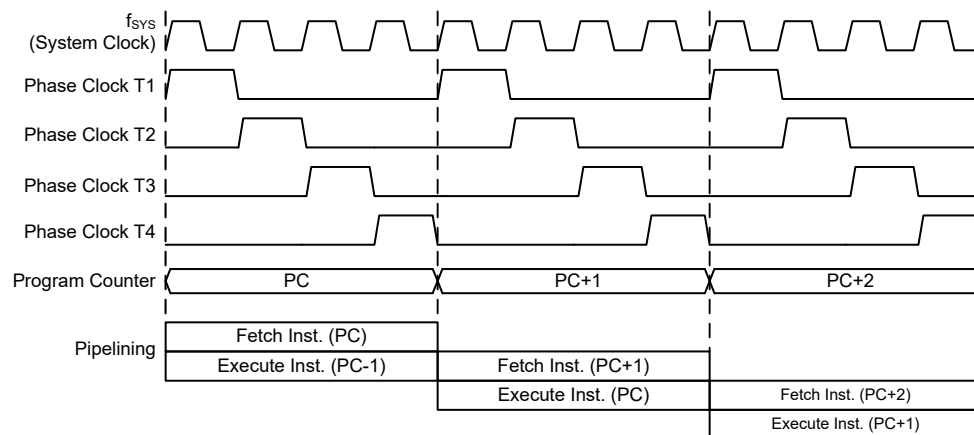 fSYS
(System Clock)
Phase Clock T1
Phase Clock T2
Phase Clock T3
Phase Clock T4
Program Counter PC PC+1 PC+2
Pipelining
Fetch Inst. (PC)
Execute Inst. (PC-1) Fetch Inst. (PC+1)
Execute Inst. (PC) Fetch Inst. (PC+2)
Execute Inst. (PC+1)